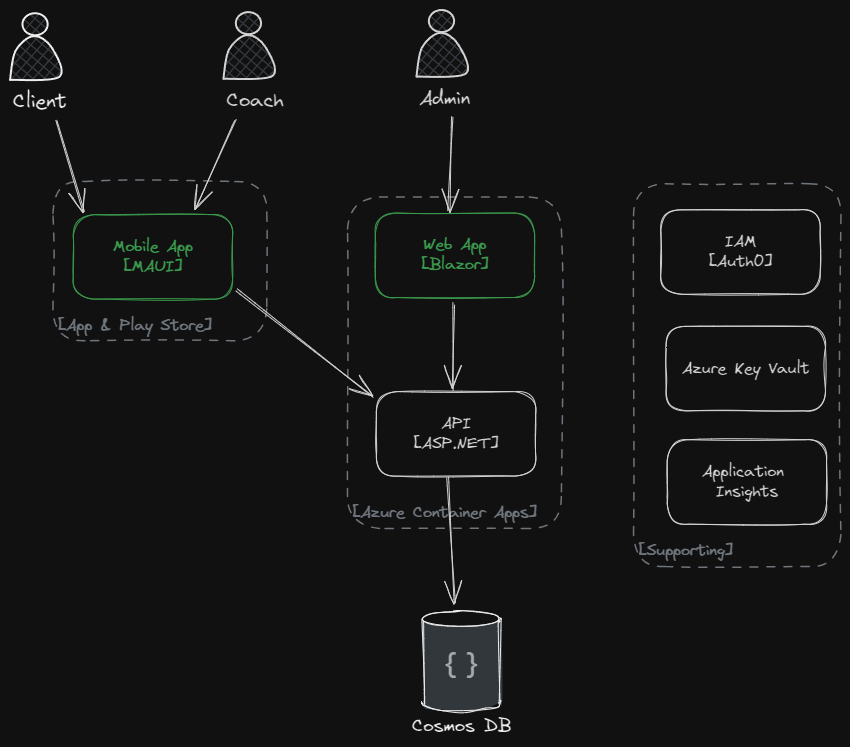 Client
Coach
Admin
Mobile App
[MAUI]
[App & Play Store]
Web App
[Blazor]
API
[ASP.NET]
[Azure Container Apps]
IAM
[Auth0]
Azure Key Vault
Application
Insights
[Supporting]
{ }
Cosmos DB